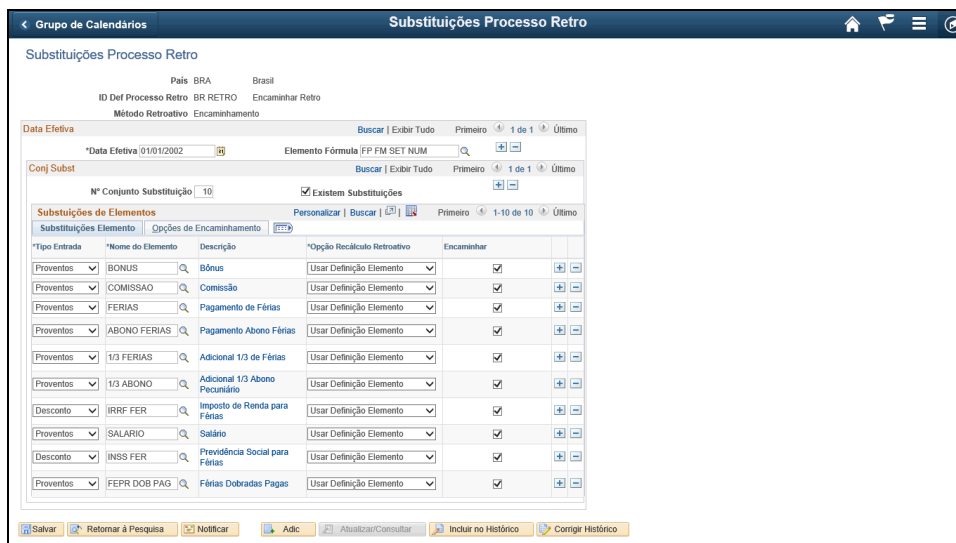 Grupo de Calendários
Substituições Processo Retro
Substituições Processo Retro
País BRA Brasil
ID Def Processo Retro BR RETRO Encaminhar Retro
Método Retroativo Encaminhamento
Data Efetiva Buscar | Exibir Tudo Primeiro 1 de 1 Último
*Data Efetiva 01/01/2002 Elemento Fórmula FP FM SET NUM
Conj Subst Buscar | Exibir Tudo Primeiro 1 de 1 Último
Nº Conjunto Substituição 10 Existem Substituições
Substuições de Elementos Personalizar | Buscar | | Primeiro 1-10 de 10 Último
Substituições Elemento Opções de Encaminhamento
*Tipo Entrada *Nome do Elemento Descrição *Opção Recálculo Retroativo Encaminhar
Proventos BONUS Bônus Usar Definição Elemento
Proventos COMISSAO Comissão Usar Definição Elemento
Proventos FERIAS Pagamento de Férias Usar Definição Elemento
Proventos ABONO FERIAS Pagamento Abono Férias Usar Definição Elemento
Proventos 1/3 FERIAS Adicional 1/3 de Férias Usar Definição Elemento
Proventos 1/3 ABONO Adicional 1/3 Abono Pecuniário Usar Definição Elemento
Desconto IRRF FER Imposto de Renda para Férias Usar Definição Elemento
Proventos SALARIO Salário Usar Definição Elemento
Desconto INSS FER Previdência Social para Férias Usar Definição Elemento
Proventos FEPR DOB PAG Férias Dobradas Pagas Usar Definição Elemento
Salvar Retornar à Pesquisa Notificar Adic Atualizar/Consultar Incluir no Histórico Corrigir Histórico